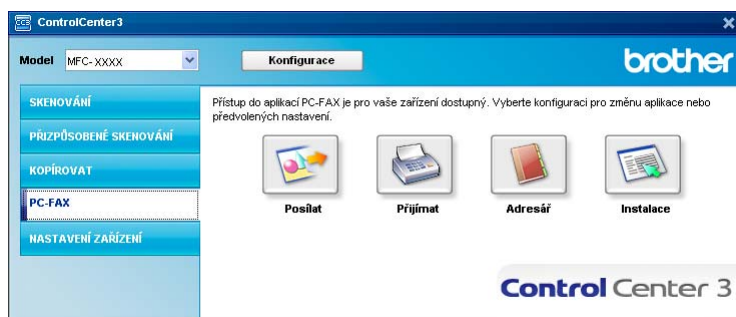 CC3 ControlCenter3
Model MFC-XXXX Konfigurace brother
SKENOVÁNÍ
PŘIZPŮSOBENÉ SKENOVÁNÍ
KOPÍROVAT
PC-FAX
NASTAVENÍ ZAŘÍZENÍ
Přístup do aplikací PC-FAX je pro vaše zařízení dostupný. Vyberte konfiguraci pro změnu aplikace nebo
předvolených nastavení.
Posílat Přijímat Adresář Instalace
Control Center 3